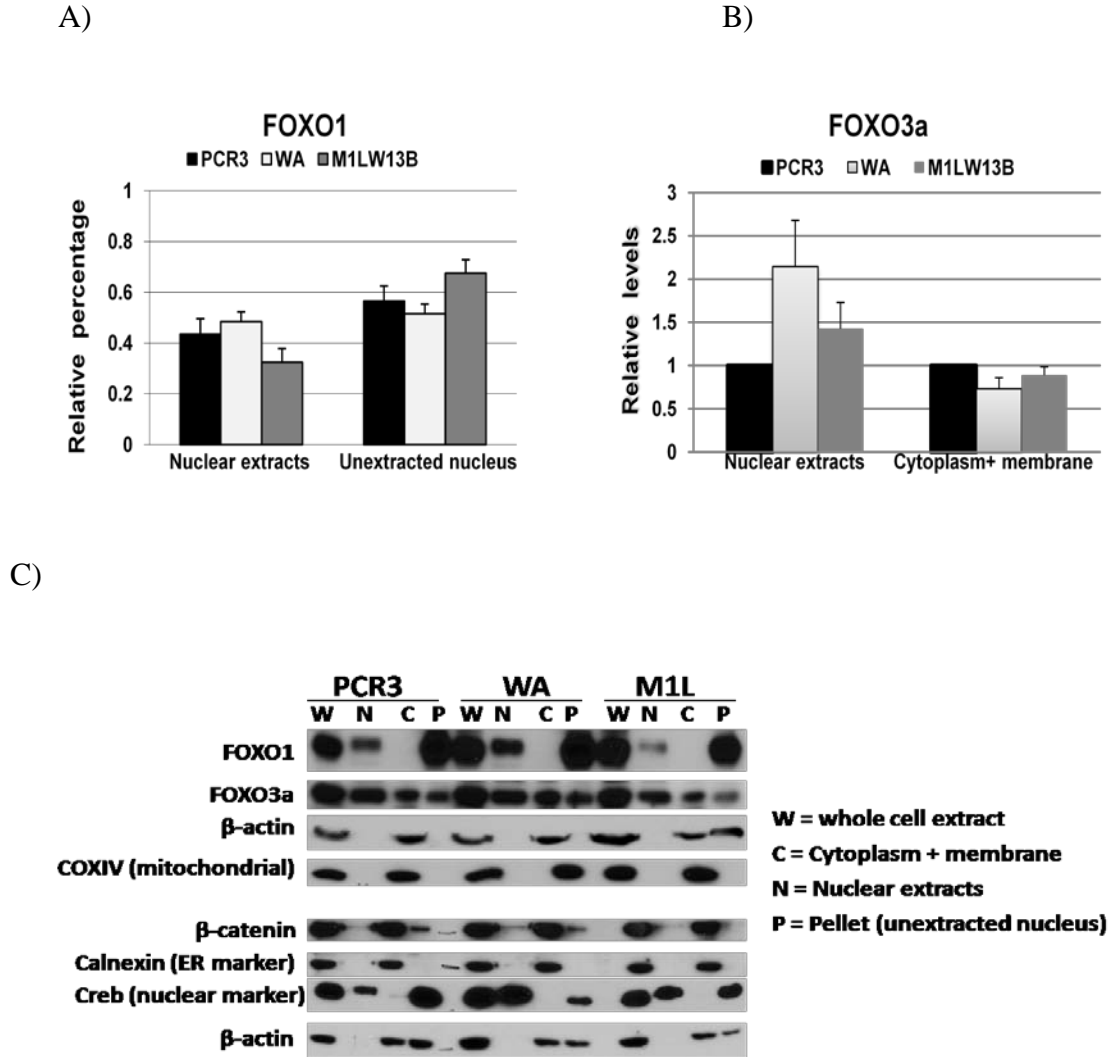 A)
B)
FOXO1
PCR3 WA M1LW13B
Relative percentage
1
0.8
0.6
0.4
0.2
0
Nuclear extracts Unextracted nucleus
FOXO3a
PCR3 WA M1LW13B
Relative levels
3
2.5
2
1.5
1
0.5
0
Nuclear extracts Cytoplasm+ membrane
C)
PCR3 WA M1L
W N C P W N C P W N C P
FOXO1
FOXO3a
β-actin
COXIV (mitochondrial)
β-catenin
Calnexin (ER marker)
Creb (nuclear marker)
β-actin
W = whole cell extract
C = Cytoplasm + membrane
N = Nuclear extracts
P = Pellet (unextracted nucleus)